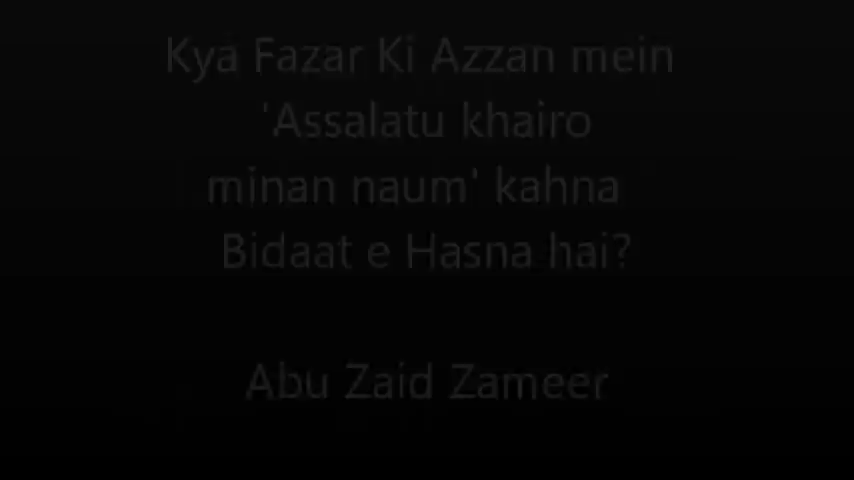 Kya Fazar Ki Azzan mein
'Assalatu khairo
minan naum' kahna
Bidaat e Hasna hai?
Abu Zaid Zameer